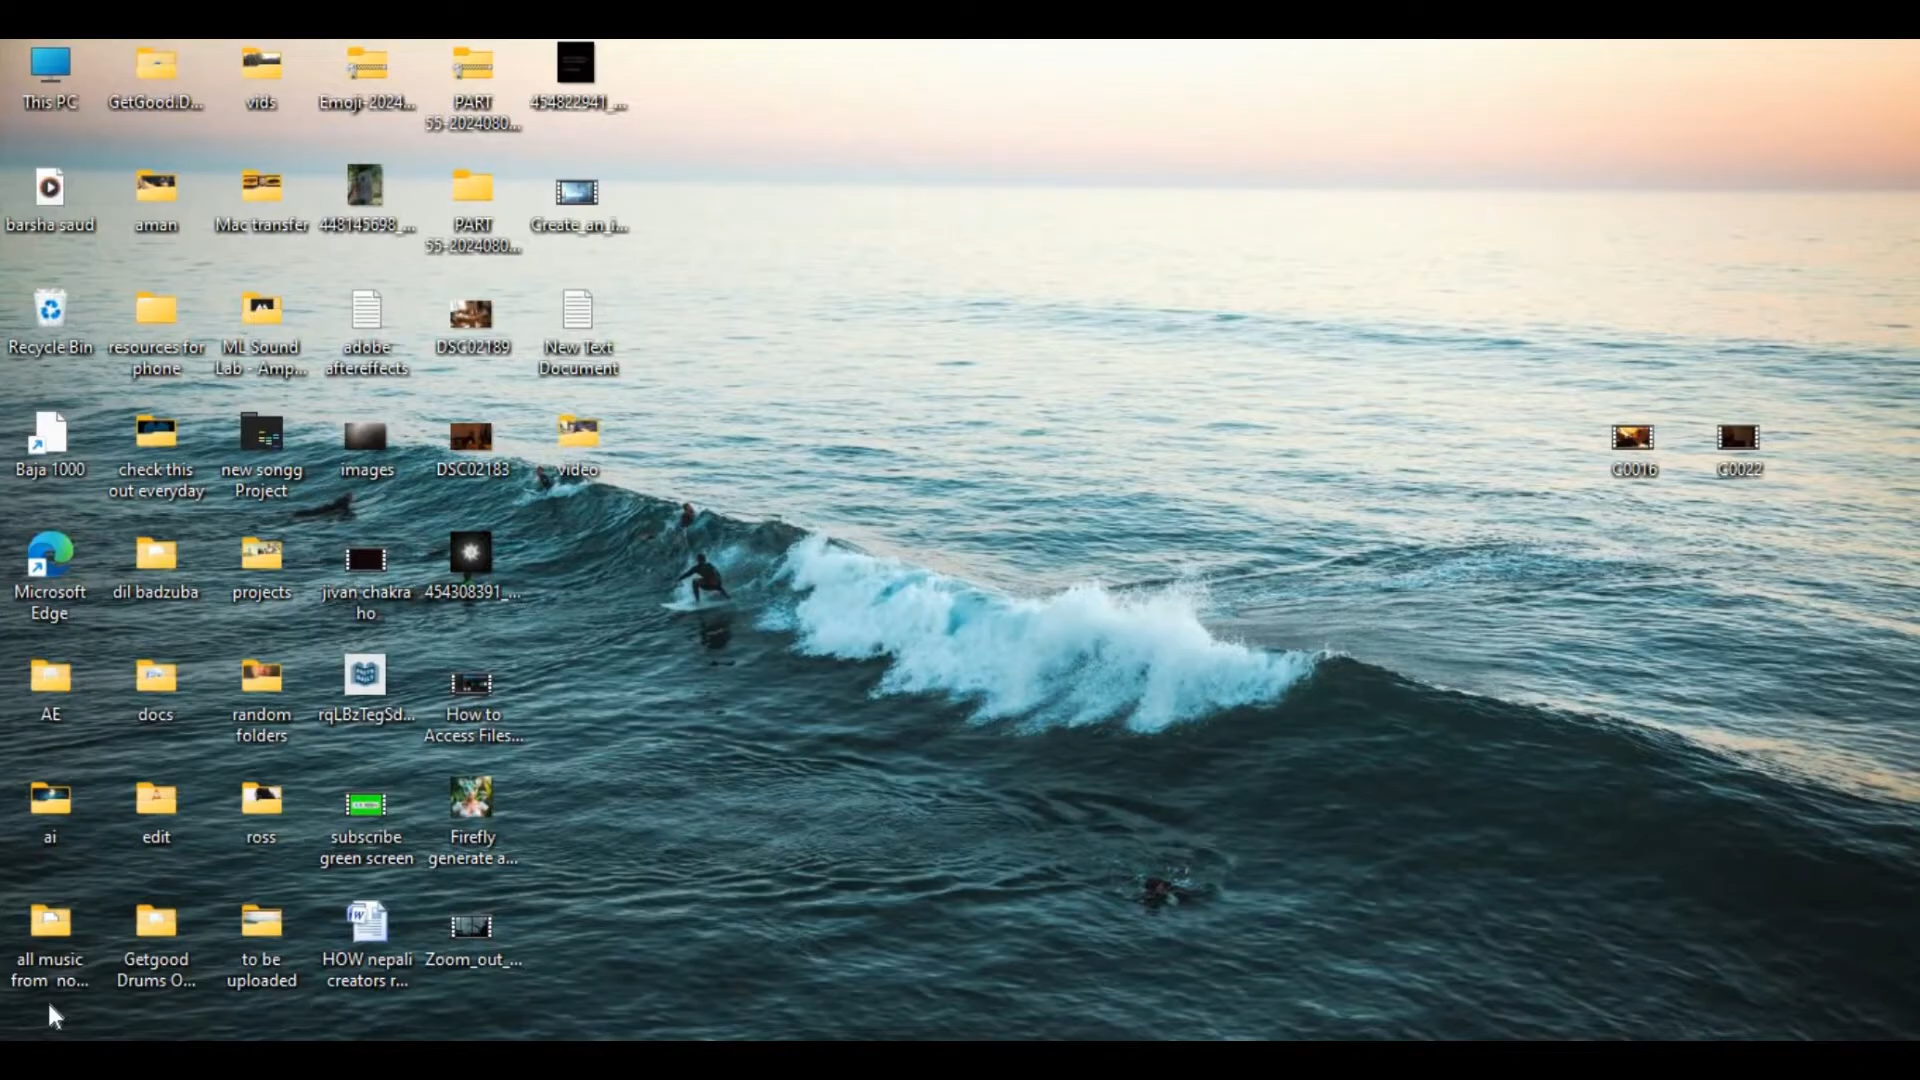 This PC
GetGood.D...
vids
Emoji-2024...
PART
55-2024080...
454822941_...
barsha saud
aman
Mac transfer
448145698_...
PART
55-2024080...
Create_an_i...
Recycle Bin
resources for
phone
ML Sound
Lab - Amp...
adobe
aftereffects
DSC02189
New Text
Document
Baja 1000
check this
out everyday
new songg
Project
images
DSC02183
video
C0016
C0022
Microsoft
Edge
dil badzuba
projects
jivan chakra
ho
454308391_...
AE
docs
random
folders
rqLBzTegSd...
How to
Access Files...
ai
edit
ross
subscribe
green screen
Firefly
generate a...
all music
from no...
Getgood
Drums O...
to be
uploaded
HOW nepali
creators r...
Zoom_out_...